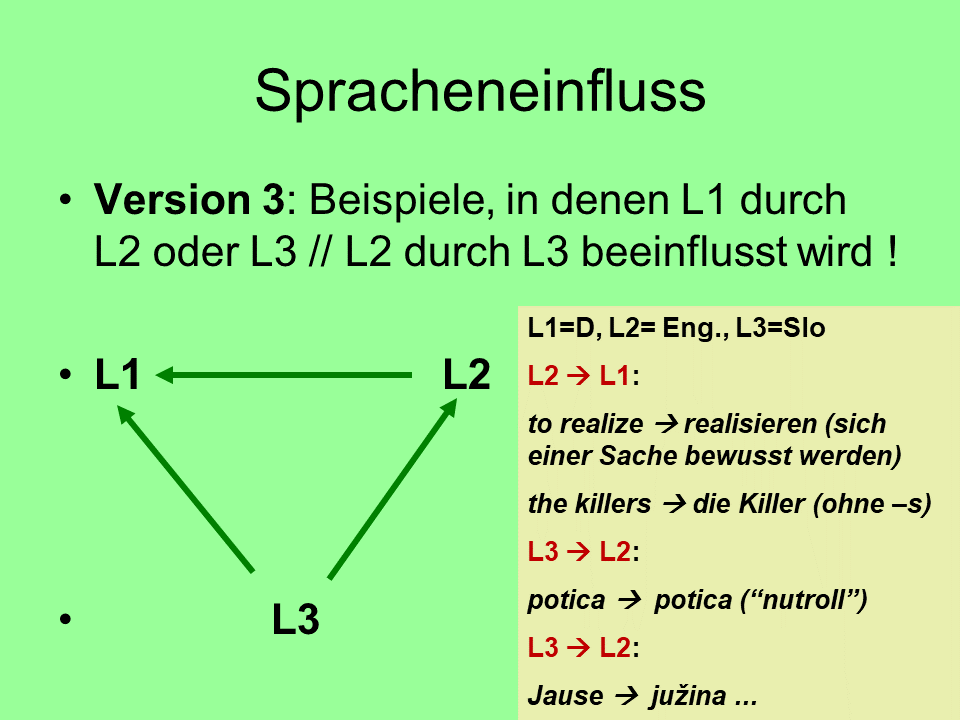 Spracheneinfluss
• Version 3: Beispiele, in denen L1 durch
L2 oder L3 // L2 durch L3 beeinflusst wird !
• L1 L2
• L3
L1=D, L2= Eng., L3=Slo
L2 → L1:
to realize → realisieren (sich
einer Sache bewusst werden)
the killers → die Killer (ohne –s)
L3 → L2:
potica → potica (“nutroll”)
L3 → L2:
Jause → južina ...